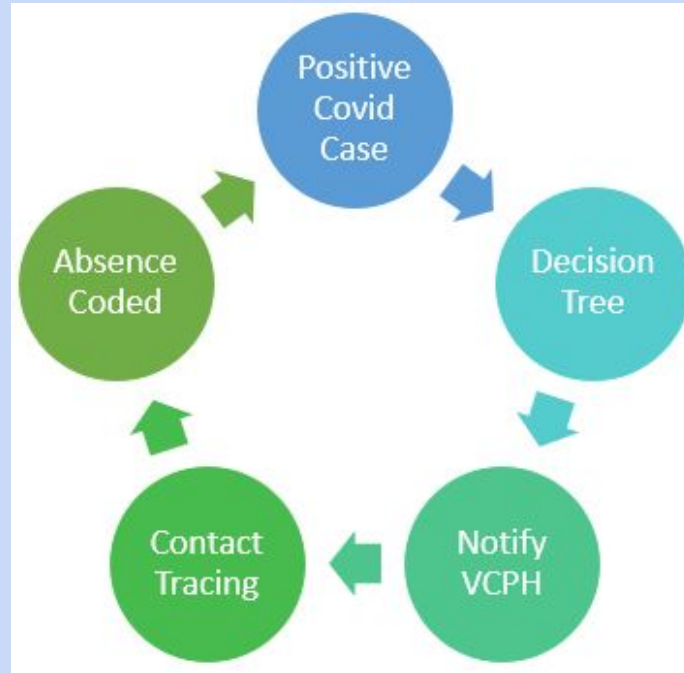 Positive
Covid
Case
Decision
Tree
Notify
VCPH
Contact
Tracing
Absence
Coded